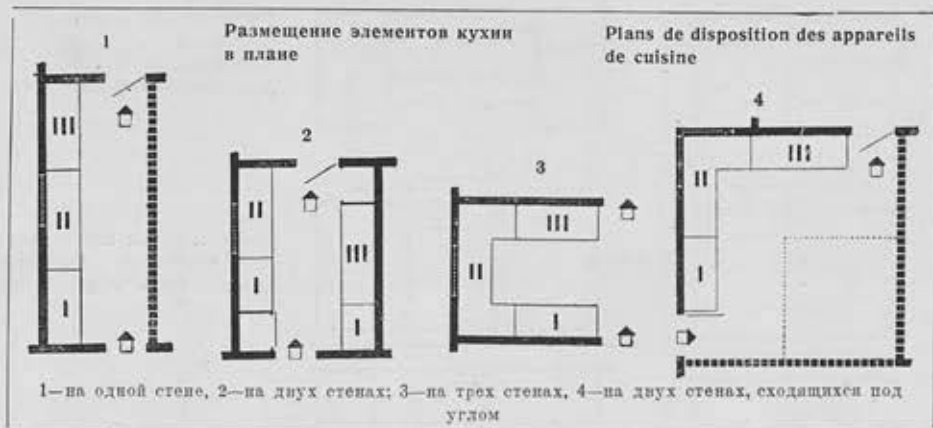 Размещение элементов кухни
в плане
Plans de disposition des appareils
de cuisine
1
2
3
4
III
II
I
II
I
III
I
III
II
I
III
II
I
1—на одной стене, 2—на двух стенах; 3—на трех стенах, 4—на двух стенах, сходящихся под
углом